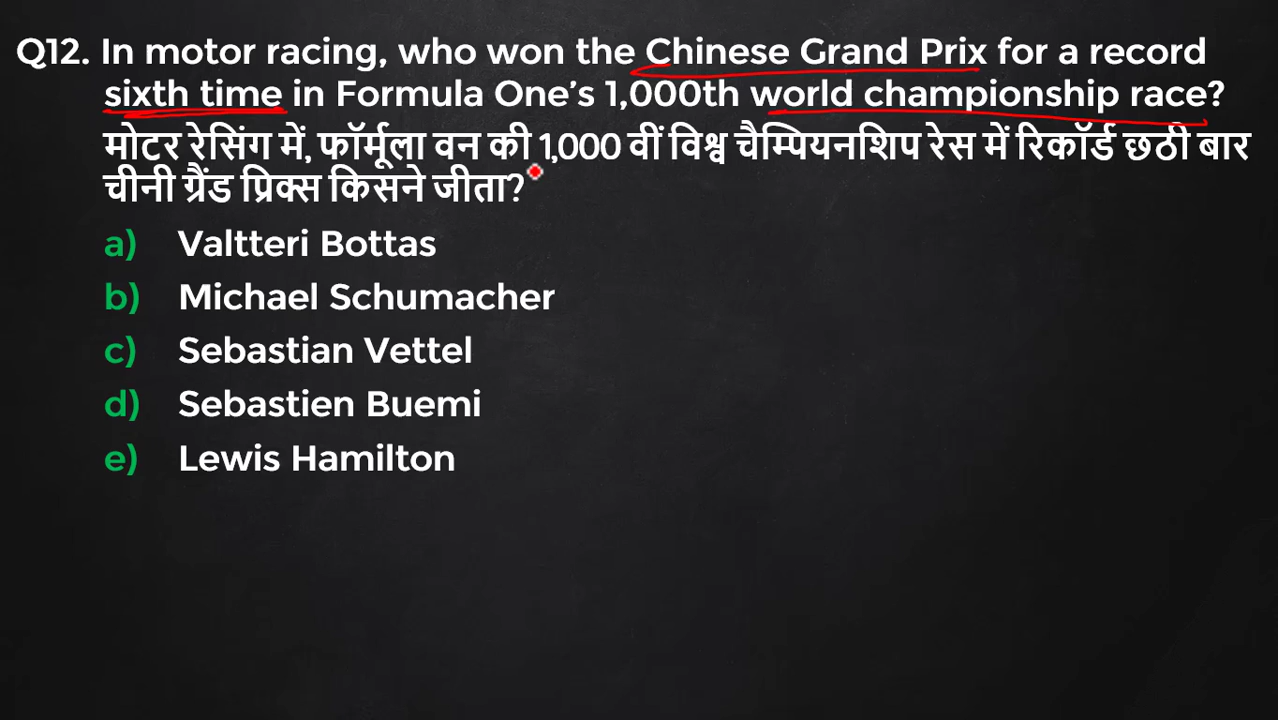 Q12. In motor racing, who won the Chinese Grand Prix for a record
sixth time in Formula One's 1,000th world championship race?
मोटर रेसिंग में, फॉर्मूला वन की 1,000 वीं विश्व चैम्पियनशिप रेस में रिकॉर्ड छठी बार
चीनी ग्रैंड प्रिक्स किसने जीता?
a) Valtteri Bottas
b) Michael Schumacher
c) Sebastian Vettel
d) Sebastien Buemi
e) Lewis Hamilton